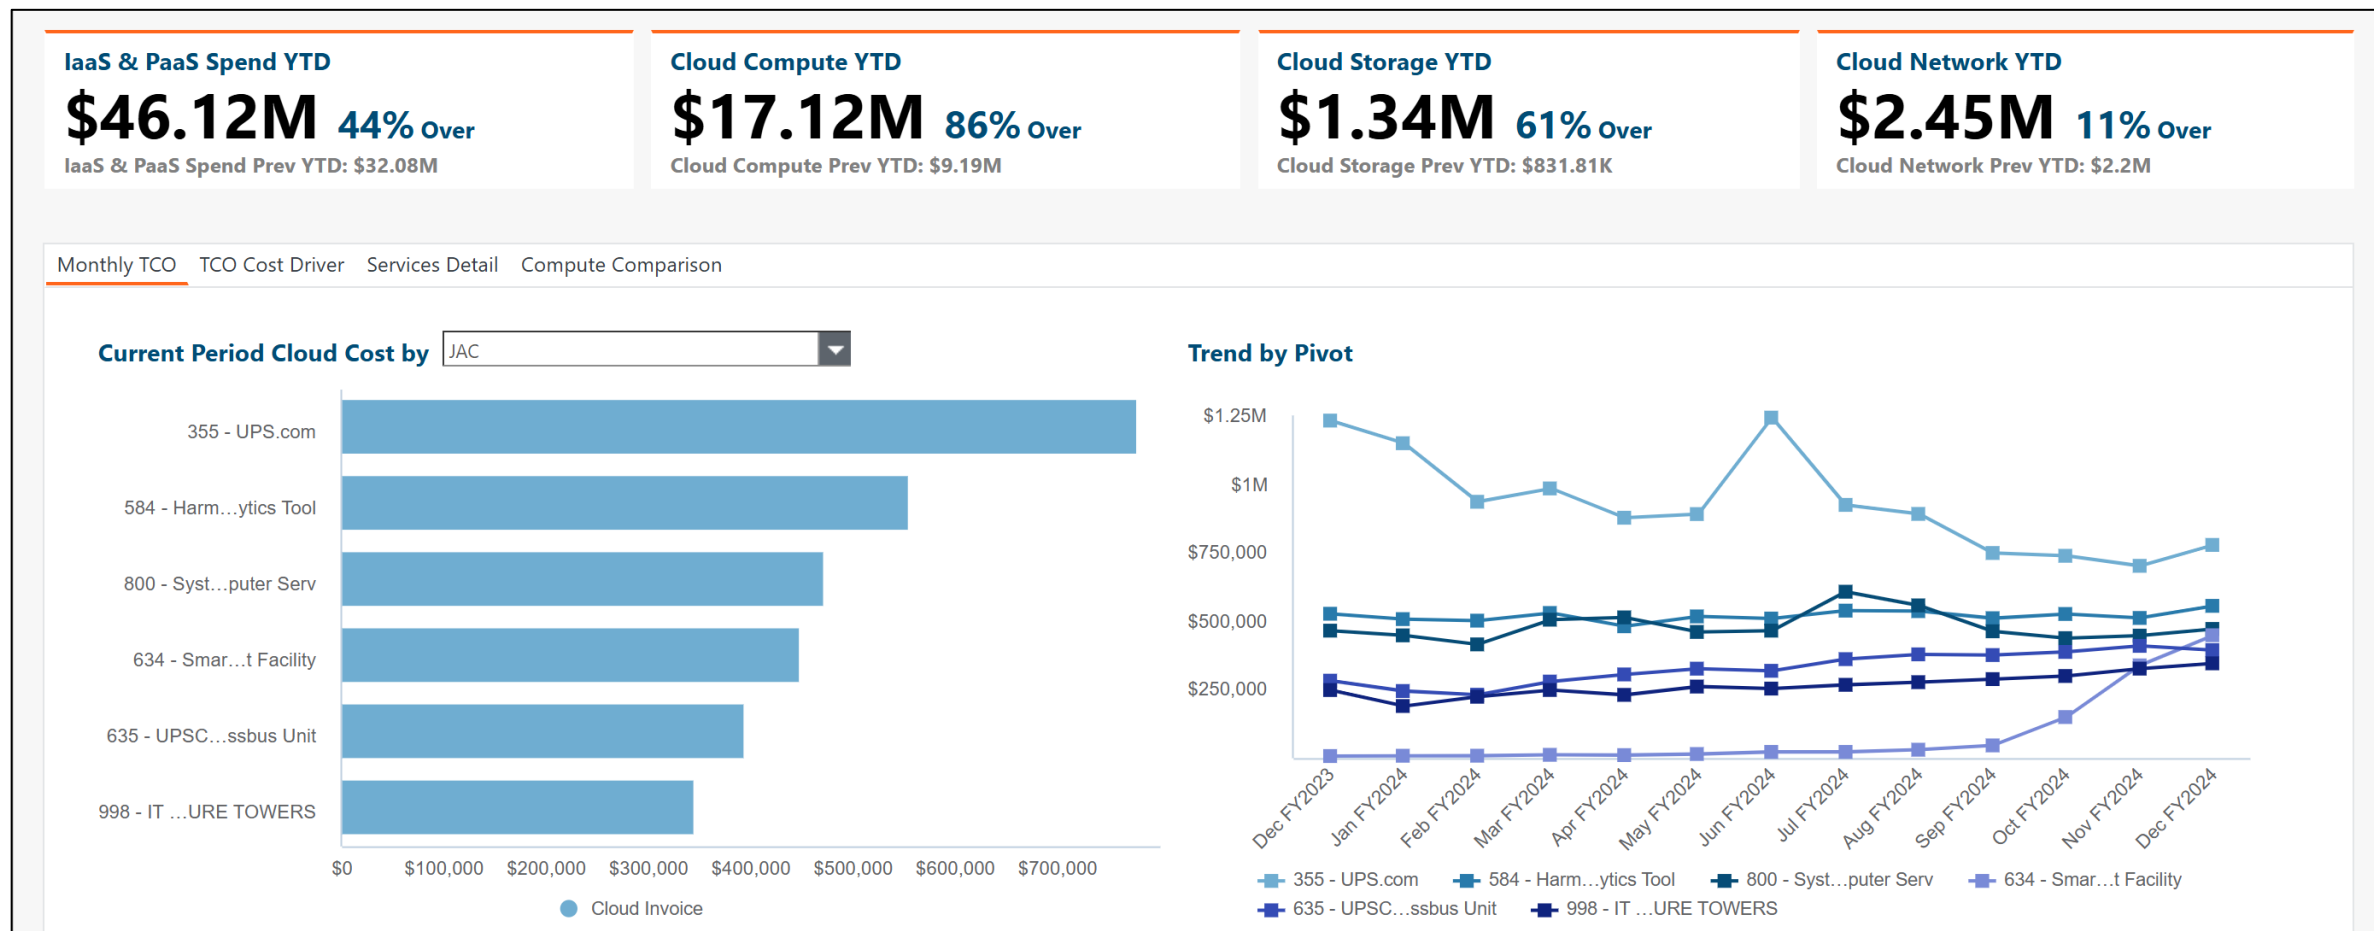 IaaS & PaaS Spend YTD
$46.12M 44% Over
IaaS & PaaS Spend Prev YTD: $32.08M
Cloud Compute YTD
$17.12M 86% Over
Cloud Compute Prev YTD: $9.19M
Cloud Storage YTD
$1.34M 61% Over
Cloud Storage Prev YTD: $831.81K
Cloud Network YTD
$2.45M 11% Over
Cloud Network Prev YTD: $2.2M
Monthly TCO TCO Cost Driver Services Detail Compute Comparison
Current Period Cloud Cost by JAC
355 - UPS.com
584 - Harm...ytics Tool
800 - Syst...puter Serv
634 - Smar...t Facility
635 - UPSC...ssbus Unit
998 - IT ...URE TOWERS
$0 $100,000 $200,000 $300,000 $400,000 $500,000 $600,000 $700,000
Cloud Invoice
Trend by Pivot
$1.25M
$1M
$750,000
$500,000
$250,000
Dec FY2023 Jan FY2024 Feb FY2024 Mar FY2024 Apr FY2024 May FY2024 Jun FY2024 Jul FY2024 Aug FY2024 Sep FY2024 Oct FY2024 Nov FY2024 Dec FY2024
355 - UPS.com 584 - Harm...ytics Tool 800 - Syst...puter Serv 634 - Smar...t Facility
635 - UPSC...ssbus Unit 998 - IT ...URE TOWERS